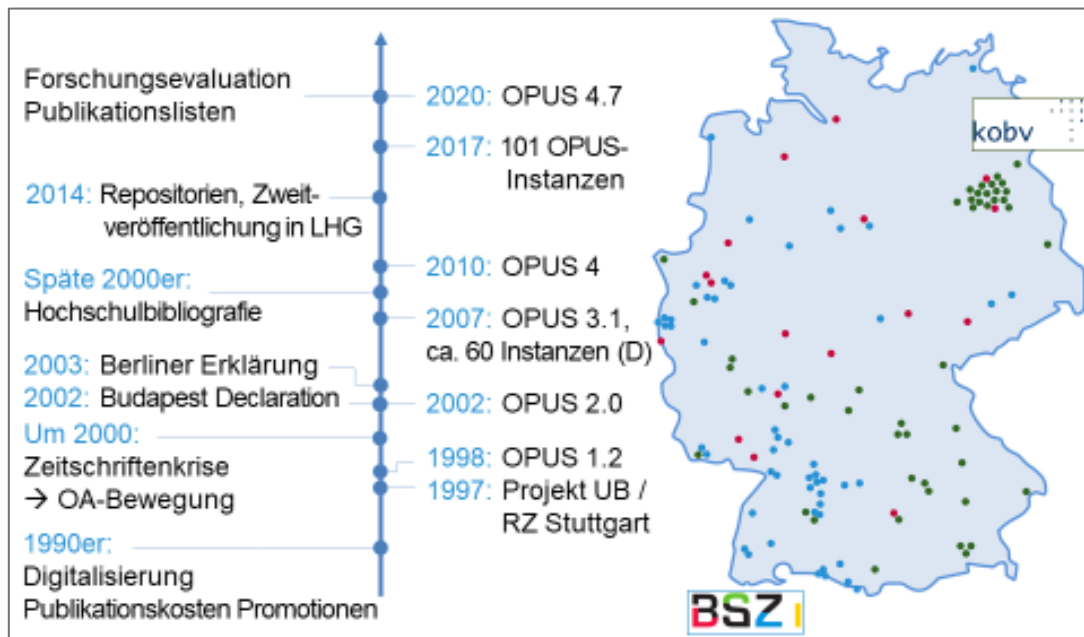 Forschungsevaluation
Publikationslisten
2014: Repositorien, Zweit-
veröffentlichung in LHG
Späte 2000er:
Hochschulbibliografie
2003: Berliner Erklärung
2002: Budapest Declaration
Um 2000:
Zeitschriftenkrise
→ OA-Bewegung
1990er:
Digitalisierung
Publikationskosten Promotionen
2020: OPUS 4.7
2017: 101 OPUS-
Instanzen
2010: OPUS 4
2007: OPUS 3.1,
ca. 60 Instanzen (D)
2002: OPUS 2.0
1998: OPUS 1.2
1997: Projekt UB /
RZ Stuttgart
kobv
BSZ